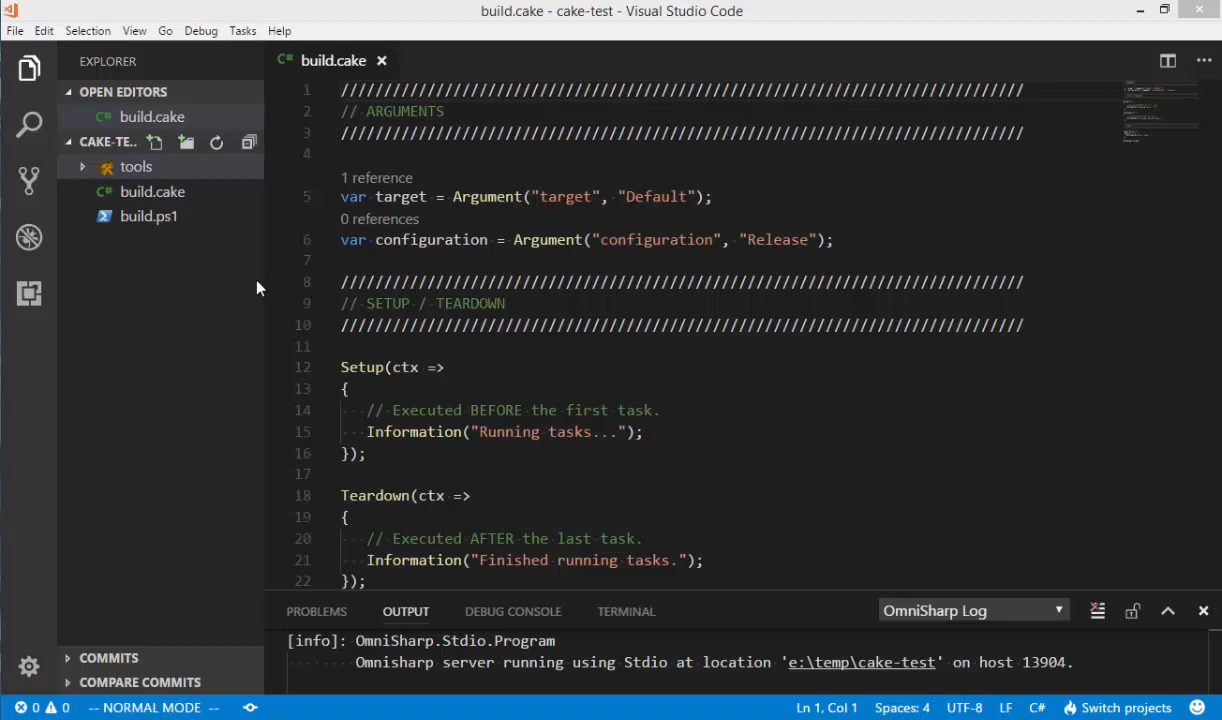 build.cake - cake-test - Visual Studio Code
File Edit Selection View Go Debug Tasks Help
EXPLORER
OPEN EDITORS
C# build.cake
CAKE-TE..
tools
C# build.cake
build.ps1
COMMITS
COMPARE COMMITS
C# build.cake
1 ////////////////////////////////////////////////////////////////////////////////
2 // ARGUMENTS
3 ////////////////////////////////////////////////////////////////////////////////
4
1 reference
5 var target = Argument("target", "Default");
0 references
6 var configuration = Argument("configuration", "Release");
7
8 ////////////////////////////////////////////////////////////////////////////////
9 // SETUP / TEARDOWN
10 ////////////////////////////////////////////////////////////////////////////////
11
12 Setup(ctx =>
13 {
14 // Executed BEFORE the first task.
15 Information("Running tasks...");
16 });
17
18 Teardown(ctx =>
19 {
20 // Executed AFTER the last task.
21 Information("Finished running tasks.");
22 });
PROBLEMS OUTPUT DEBUG CONSOLE TERMINAL OmniSharp Log
[info]: OmniSharp.Stdio.Program
Omnisharp server running using Stdio at location 'e:\temp\cake-test' on host 13904.
0 0 -- NORMAL MODE -- Ln 1, Col 1 Spaces: 4 UTF-8 LF C# Switch projects